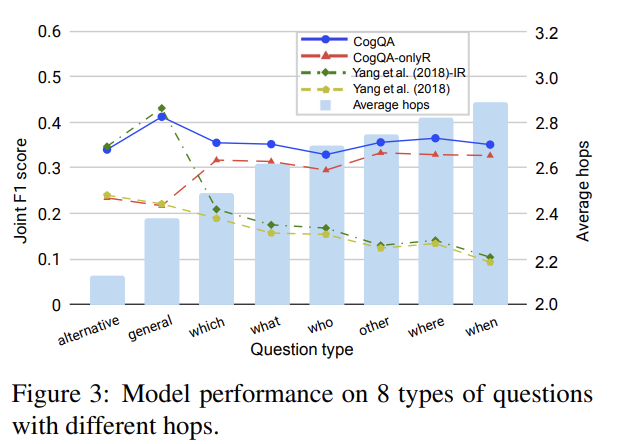 0.6
0.5
0.4
0.3
0.2
0.1
0
Joint F1 score
CogQA
CogQA-onlyR
Yang et al. (2018)-IR
Yang et al. (2018)
Average hops
3.2
3.0
2.8
2.6
2.4
2.2
2.0
Average hops
alternative
general
which
what
who
other
where
when
Question type
Figure 3: Model performance on 8 types of questions
with different hops.